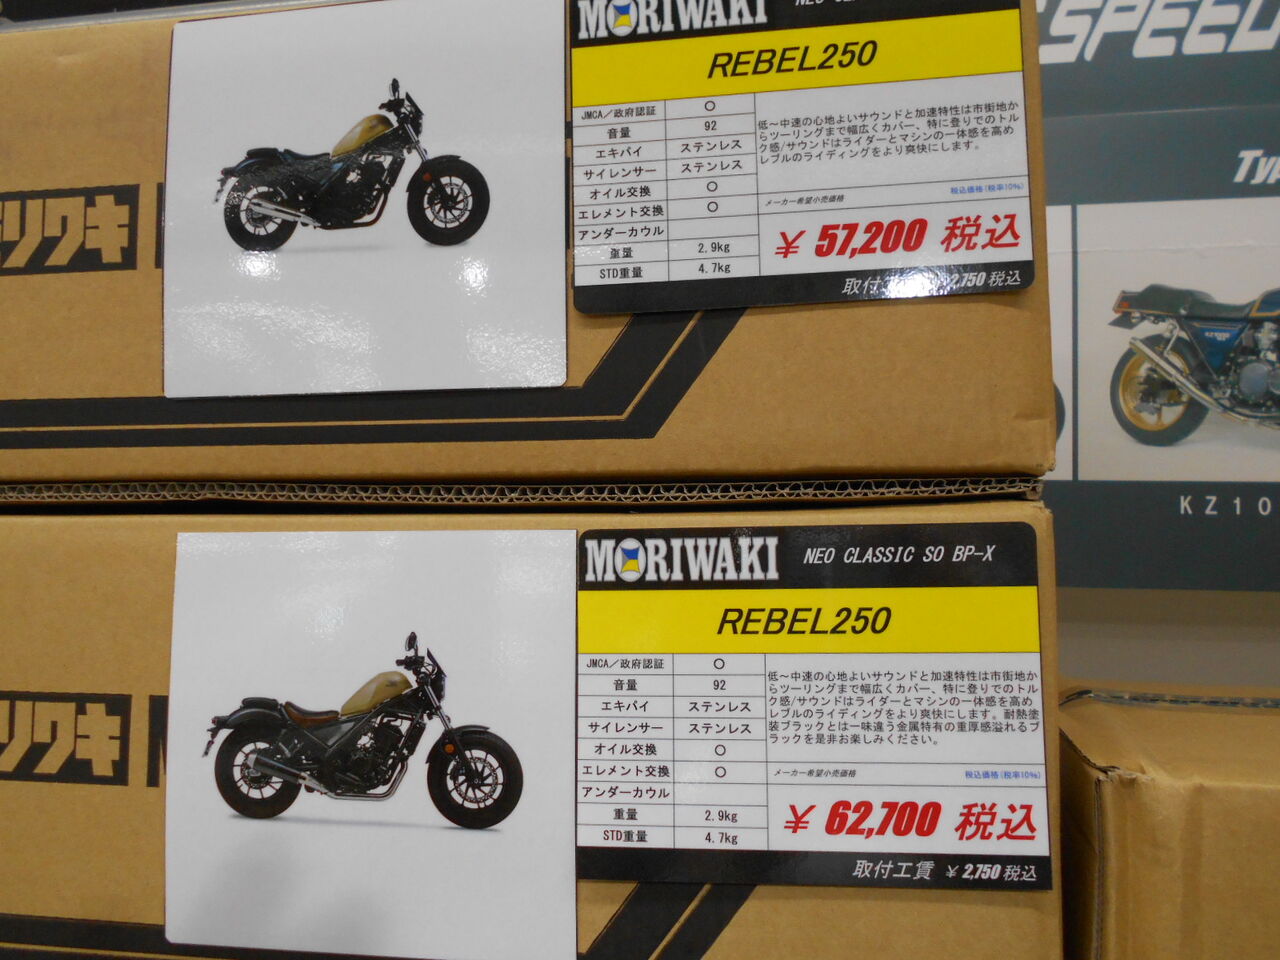 MORIWAKI
REBEL250
JMCA/政府認証 ○
音量 92
エキパイ ステンレス
サイレンサー ステンレス
オイル交換 ○
エレメント交換 ○
アンダーカウル
重量 2.9kg
STD重量 4.7kg
低～中速の心地よいサウンドと加速特性は市街地か
らツーリングまで幅広くカバー、特に登りでのトル
ク感/サウンドはライダーとマシンの一体感を高め
レブルのライディングをより爽快にします。
メーカー希望小売価格 税込価格(税率10%)
¥ 57,200 税込
取付工 2,750税込
リワキ
SPEED
Typ
KZ10
MORIWAKI NEO CLASSIC SO BP-X
REBEL250
JMCA/政府認証 ○
音量 92
エキパイ ステンレス
サイレンサー ステンレス
オイル交換 ○
エレメント交換 ○
アンダーカウル
重量 2.9kg
STD重量 4.7kg
低～中速の心地よいサウンドと加速特性は市街地か
らツーリングまで幅広くカバー、特に登りでのトル
ク感/サウンドはライダーとマシンの一体感を高め
レブルのライディングをより爽快にします。耐熱塗
装ブラックとは一味違う金属特有の重厚感溢れるブ
ラックを是非お楽しみください。
メーカー希望小売価格 税込価格(税率10%)
¥ 62,700 税込
取付工賃 ¥2,750税込
リワキ